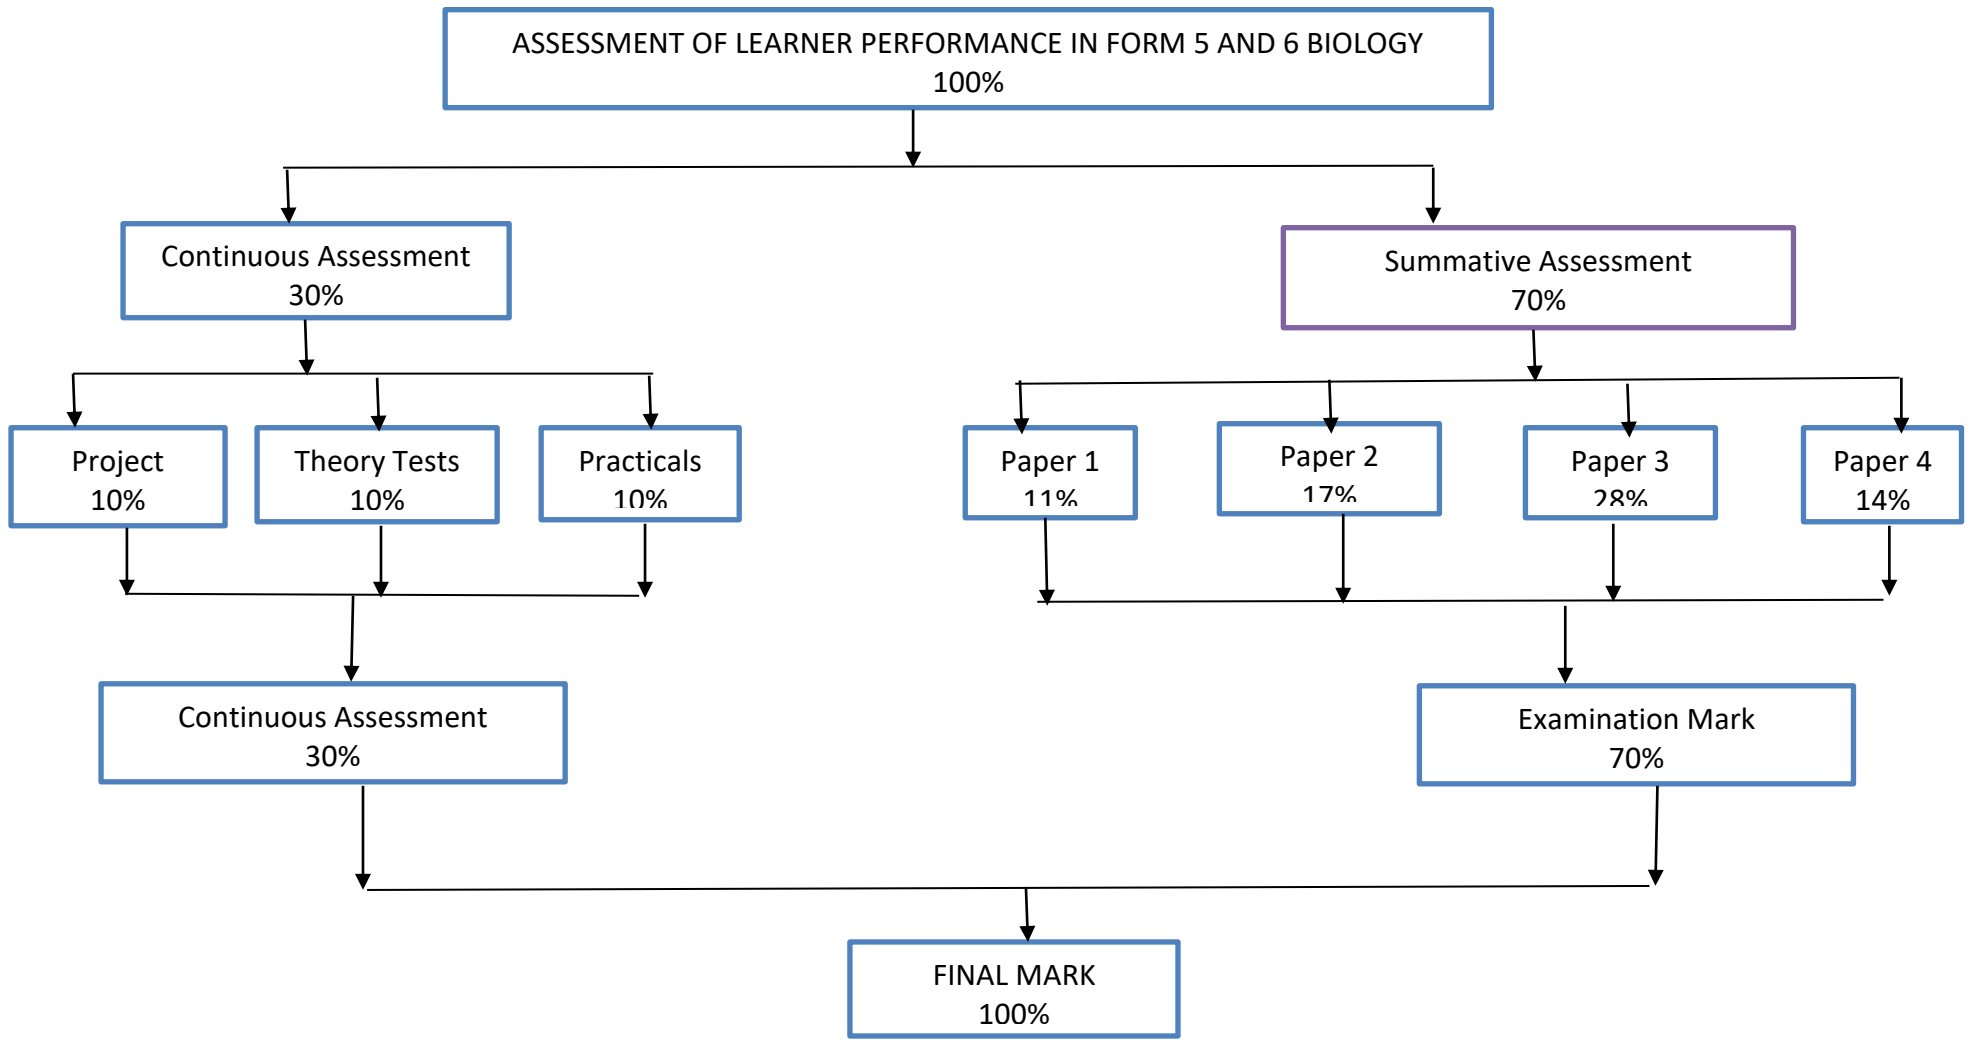 ASSESSMENT OF LEARNER PERFORMANCE IN FORM 5 AND 6 BIOLOGY
100%
Continuous Assessment
30%
Summative Assessment
70%
Project
10%
Theory Tests
10%
Practicals
10%
Paper 1
11%
Paper 2
17%
Paper 3
28%
Paper 4
14%
Continuous Assessment
30%
Examination Mark
70%
FINAL MARK
100%